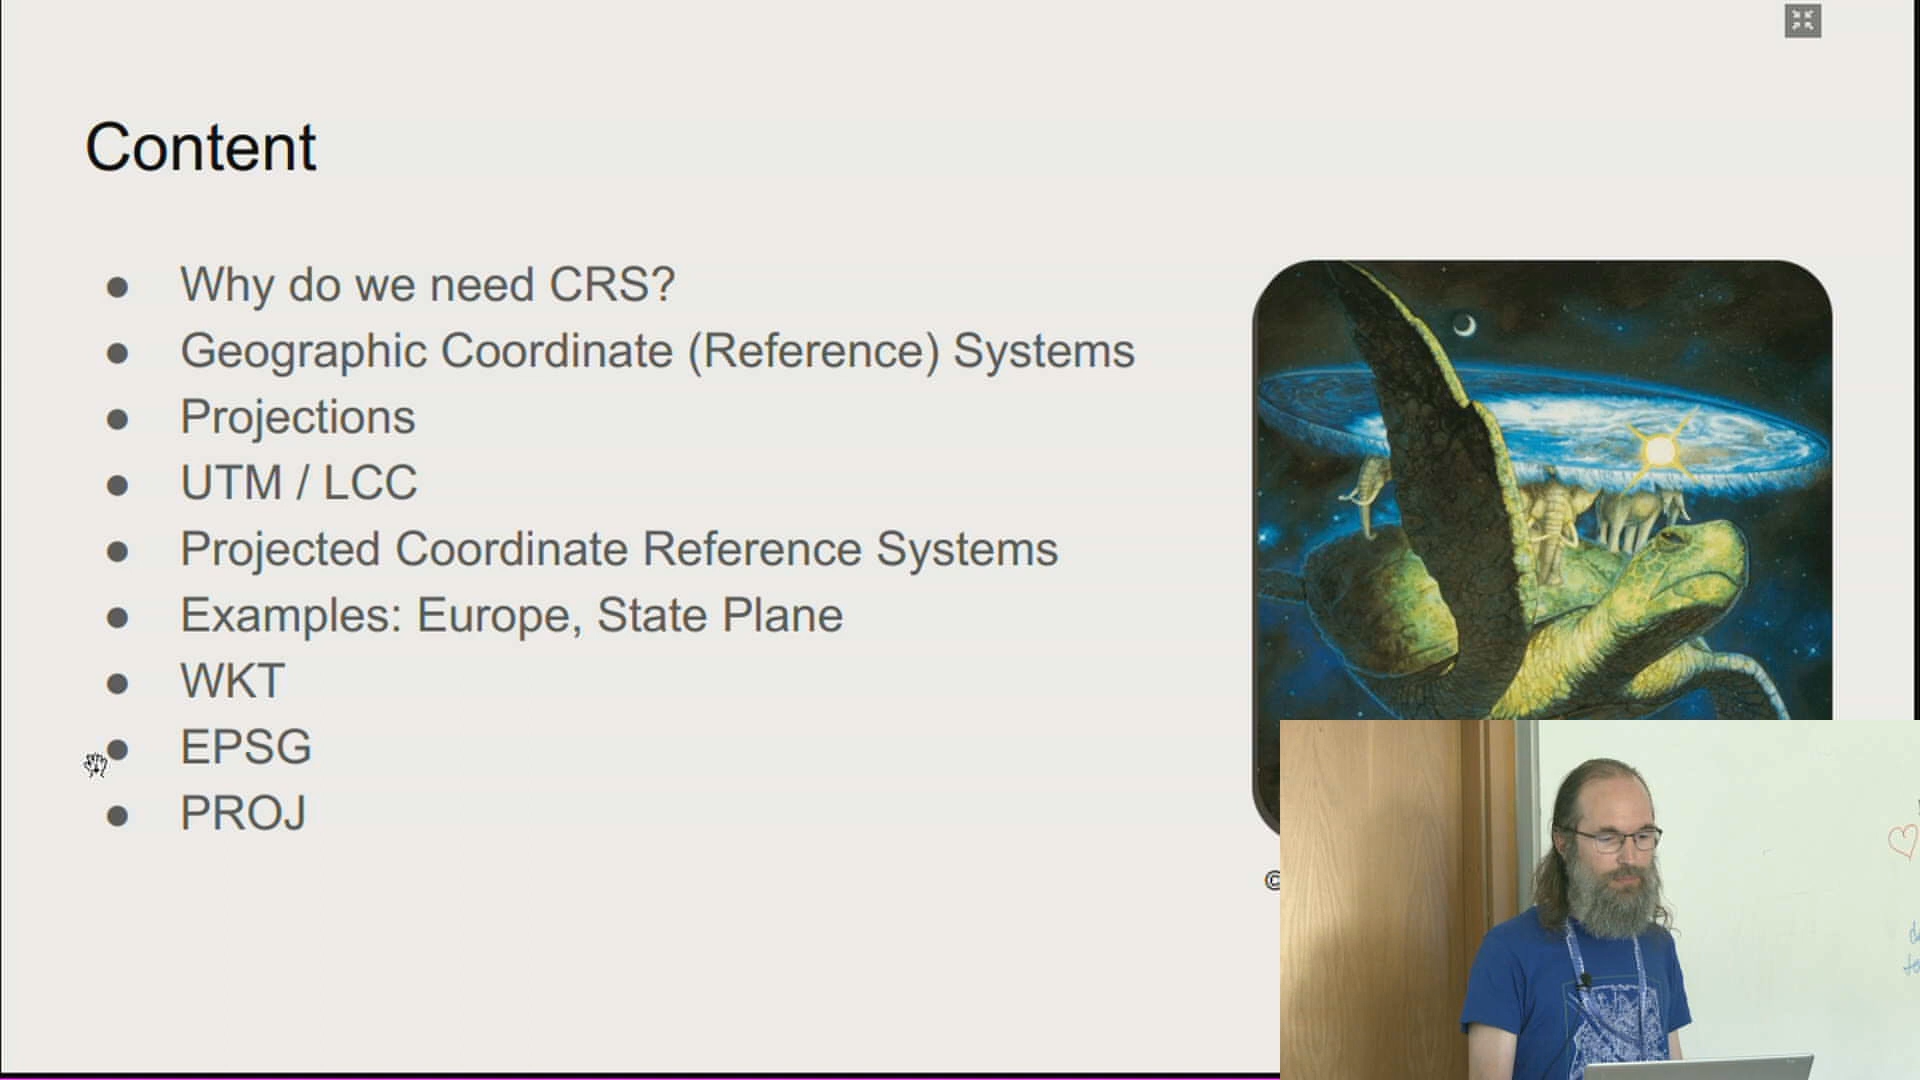 Content
Why do we need CRS?
Geographic Coordinate (Reference) Systems
Projections
UTM / LCC
Projected Coordinate Reference Systems
Examples: Europe, State Plane
WKT
EPSG
PROJ
©